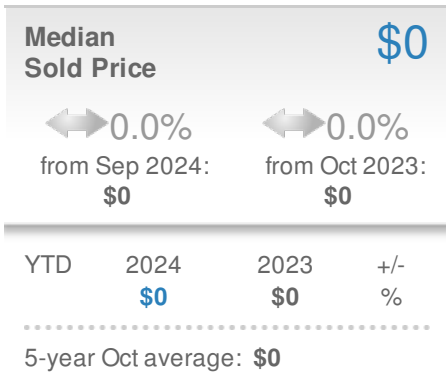 Median $0
Sold Price
0.0% 0.0%
from Sep 2024: from Oct 2023:
$0 $0
YTD 2024 2023 +/-
$0 $0 %
5-year Oct average: $0